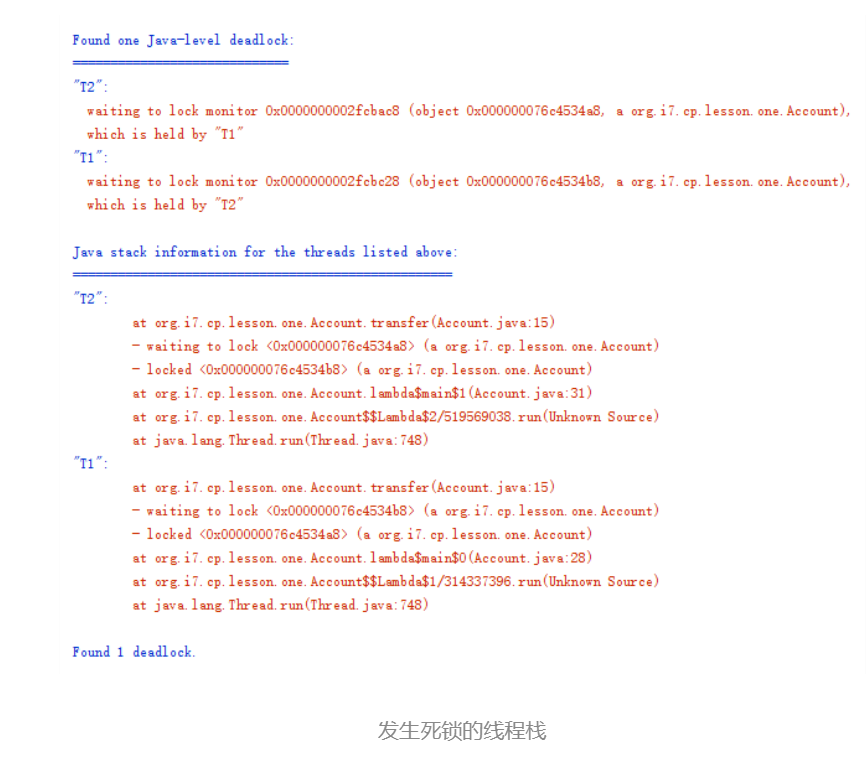 Found one Java-level deadlock:
=============================
"T2":
waiting to lock monitor 0x0000000002fcbac8 (object 0x000000076c4534a8, a org.i7.cp.lesson.one.Account),
which is held by "T1"
"T1":
waiting to lock monitor 0x0000000002fcbc28 (object 0x000000076c4534b8, a org.i7.cp.lesson.one.Account),
which is held by "T2"
Java stack information for the threads listed above:
===================================================
"T2":
at org.i7.cp.lesson.one.Account.transfer(Account.java:15)
- waiting to lock <0x000000076c4534a8> (a org.i7.cp.lesson.one.Account)
- locked <0x000000076c4534b8> (a org.i7.cp.lesson.one.Account)
at org.i7.cp.lesson.one.Account.lambda$main$1(Account.java:31)
at org.i7.cp.lesson.one.Account$$Lambda$2/519569038.run(Unknown Source)
at java.lang.Thread.run(Thread.java:748)
"T1":
at org.i7.cp.lesson.one.Account.transfer(Account.java:15)
- waiting to lock <0x000000076c4534b8> (a org.i7.cp.lesson.one.Account)
- locked <0x000000076c4534a8> (a org.i7.cp.lesson.one.Account)
at org.i7.cp.lesson.one.Account.lambda$main$0(Account.java:28)
at org.i7.cp.lesson.one.Account$$Lambda$1/314337396.run(Unknown Source)
at java.lang.Thread.run(Thread.java:748)
Found 1 deadlock.
发生死锁的线程栈